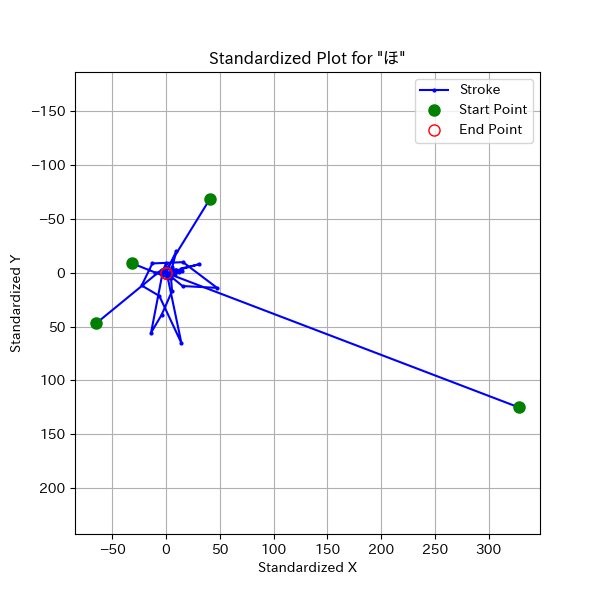 Standardized Plot for "ほ"
Stroke
Start Point
End Point
−150
−100
−50
0
50
100
150
200
Standardized Y
−50 0 50 100 150 200 250 300
Standardized X